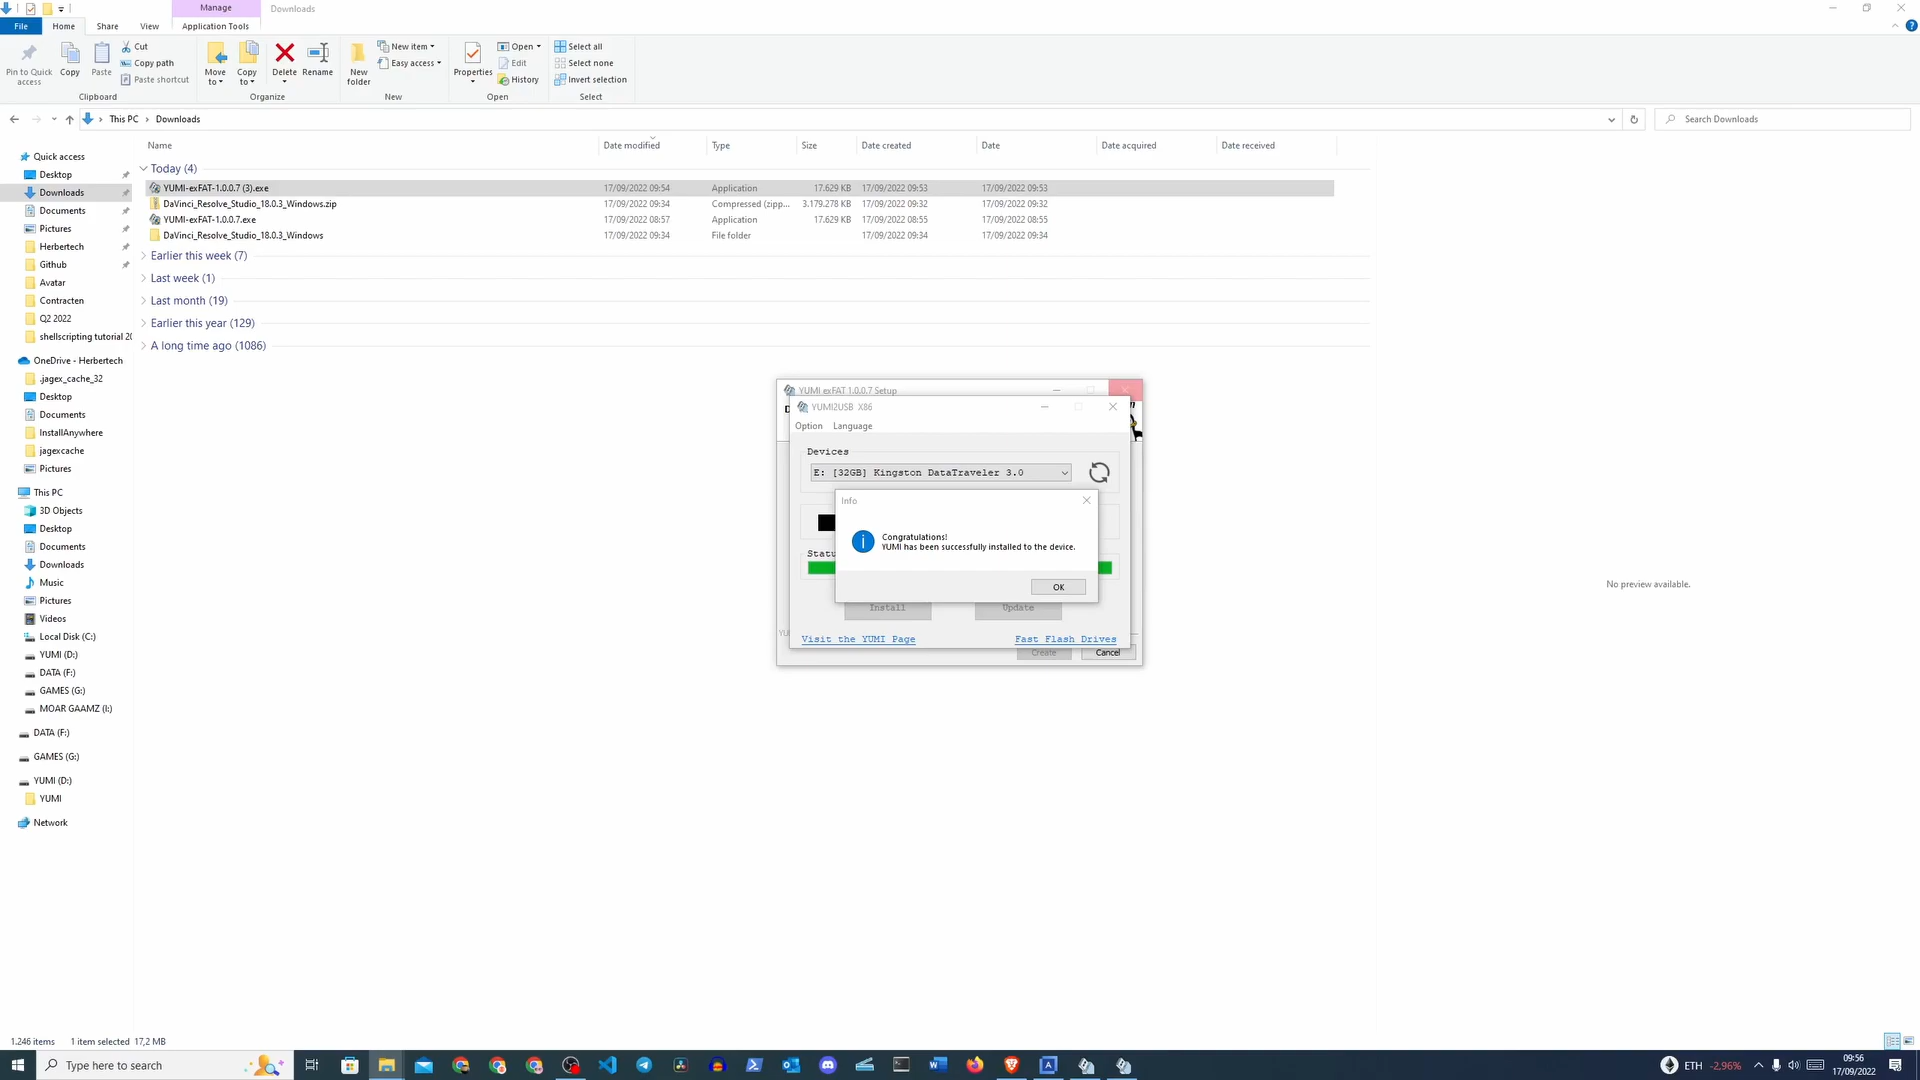 Manage
Downloads
File
Home
Share
View
Application Tools
Pin to Quick access
Copy
Paste
Cut
Copy path
Paste shortcut
Clipboard
Move to
Copy to
Delete
Rename
Organize
New folder
New item
Easy access
New
Properties
Open
Edit
History
Open
Select all
Select none
Invert selection
Select
This PC
Downloads
Search Downloads
Name
Date modified
Type
Size
Date created
Date
Date acquired
Date received
Today (4)
YUMI-exFAT-1.0.0.7 (3).exe 17/09/2022 09:54 Application 17.629 KB 17/09/2022 09:53 17/09/2022 09:53
DaVinci_Resolve_Studio_18.0.3_Windows.zip 17/09/2022 09:34 Compressed (zipp... 3.179.278 KB 17/09/2022 09:32 17/09/2022 09:32
YUMI-exFAT-1.0.0.7.exe 17/09/2022 08:57 Application 17.629 KB 17/09/2022 08:55 17/09/2022 08:55
DaVinci_Resolve_Studio_18.0.3_Windows 17/09/2022 09:34 File folder 17/09/2022 09:34 17/09/2022 09:34
Earlier this week (7)
Last week (1)
Last month (19)
Earlier this year (129)
A long time ago (1086)
Quick access
Desktop
Downloads
Documents
Pictures
Herbertech
Github
Avatar
Contracten
Q2 2022
shellscripting tutorial 20
OneDrive - Herbertech
.jagex_cache_32
Desktop
Documents
InstallAnywhere
jagexcache
Pictures
This PC
3D Objects
Desktop
Documents
Downloads
Music
Pictures
Videos
Local Disk (C:)
YUMI (D:)
DATA (F:)
GAMES (G:)
MOAR GAAMZ (I:)
DATA (F:)
GAMES (G:)
YUMI (D:)
YUMI
Network
YUMI exFAT 1.0.0.7 Setup
YUMI2USB X86
Option
Language
Devices
E: [32GB] Kingston DataTraveler 3.0
Info
Congratulations!
YUMI has been successfully installed to the device.
OK
Statu
Install
Update
Visit the YUMI Page
Fast Flash Drives
Create
Cancel
No preview available.
1.246 items
1 item selected
17,2 MB
Type here to search
ETH
-2,96%
09:56
17/09/2022